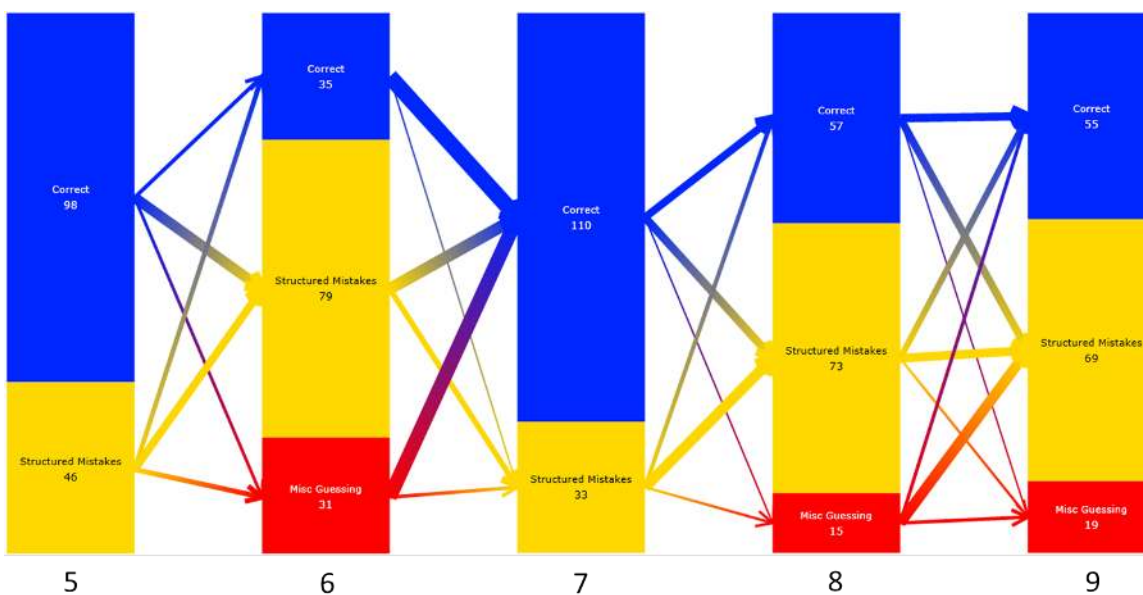 Correct
98
Structured Mistakes
46
Correct
35
Structured Mistakes
79
Misc Guessing
31
Correct
110
Structured Mistakes
33
Correct
57
Structured Mistakes
73
Misc Guessing
15
Correct
55
Structured Mistakes
69
Misc Guessing
19
5 6 7 8 9